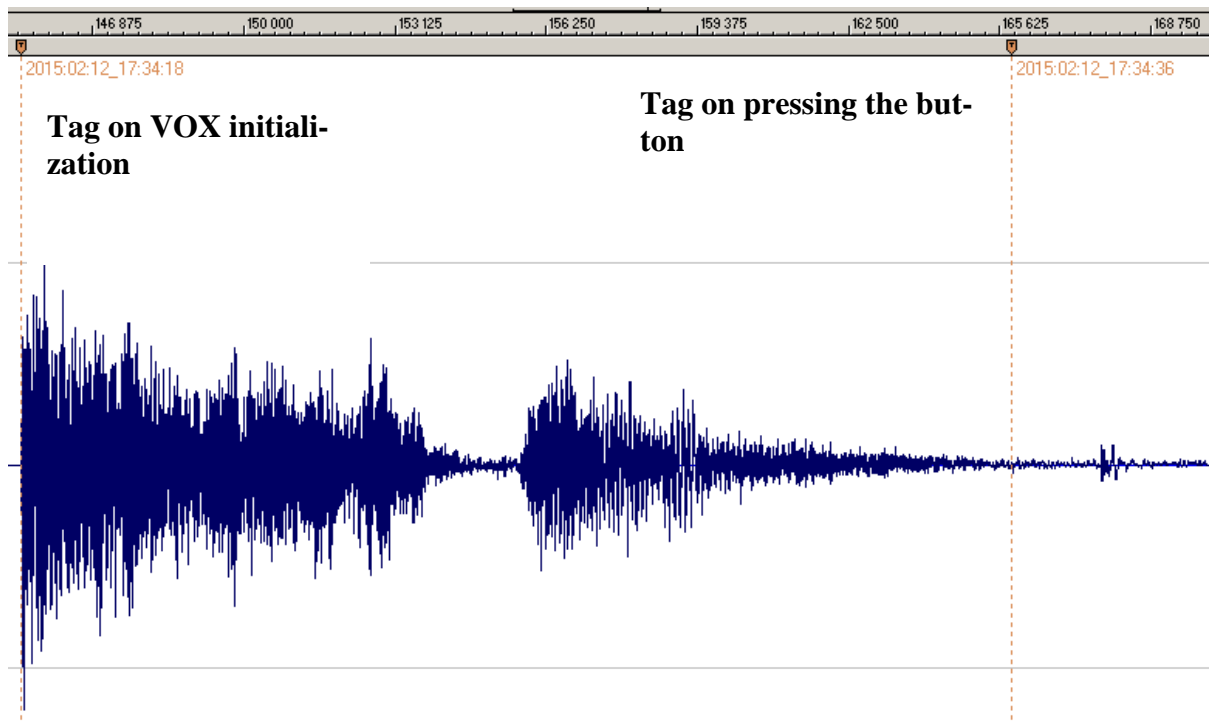 146 875 150 000 153 125 156 250 159 375 162 500 165 625 168 750
2015:02:12_17:34:18 2015:02:12_17:34:36
Tag on VOX initiali-
zation
Tag on pressing the but-
ton